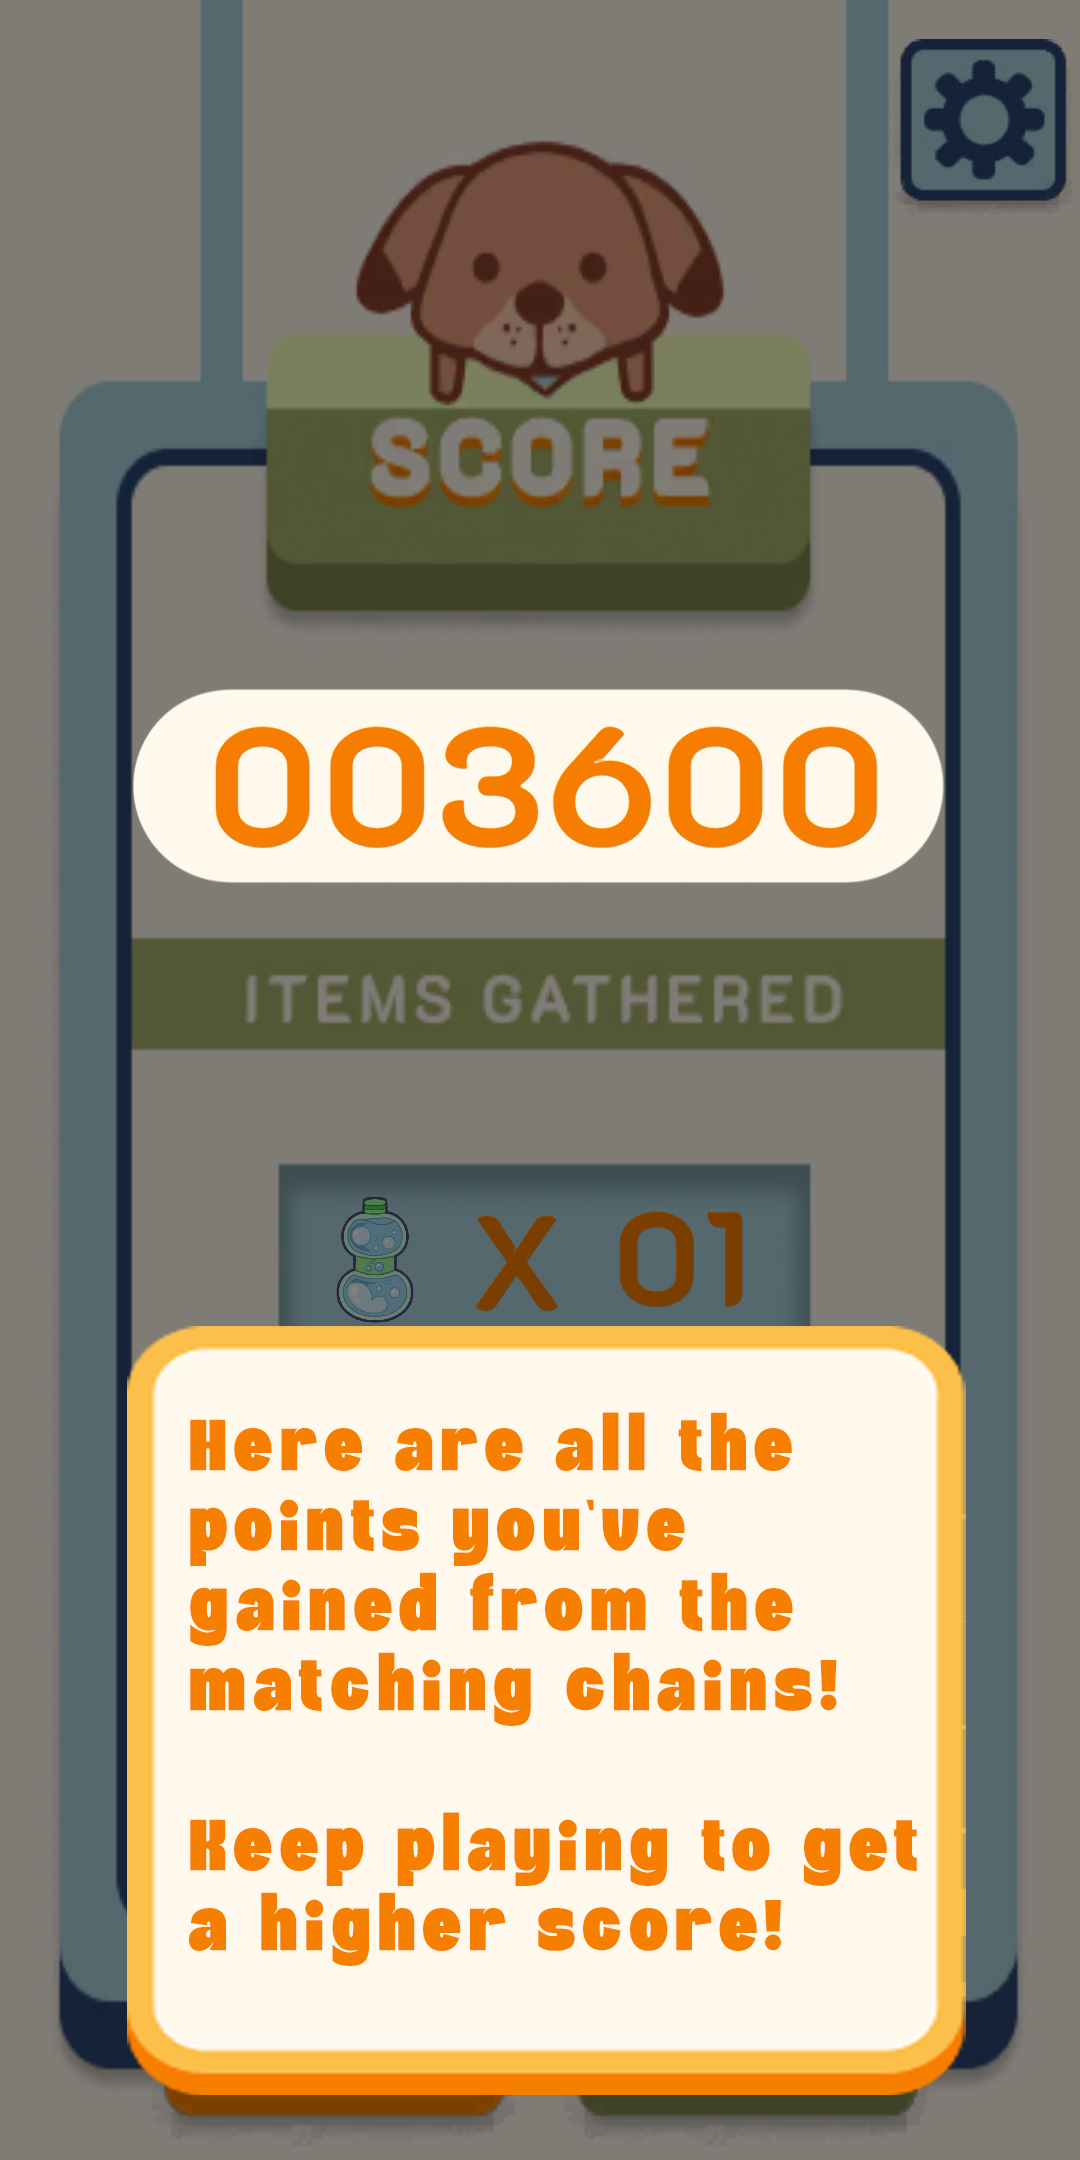 SCORE
003600
ITEMS GATHERED
X 01
Here are all the
points you've
gained from the
matching chains!
Keep playing to get
a higher score!